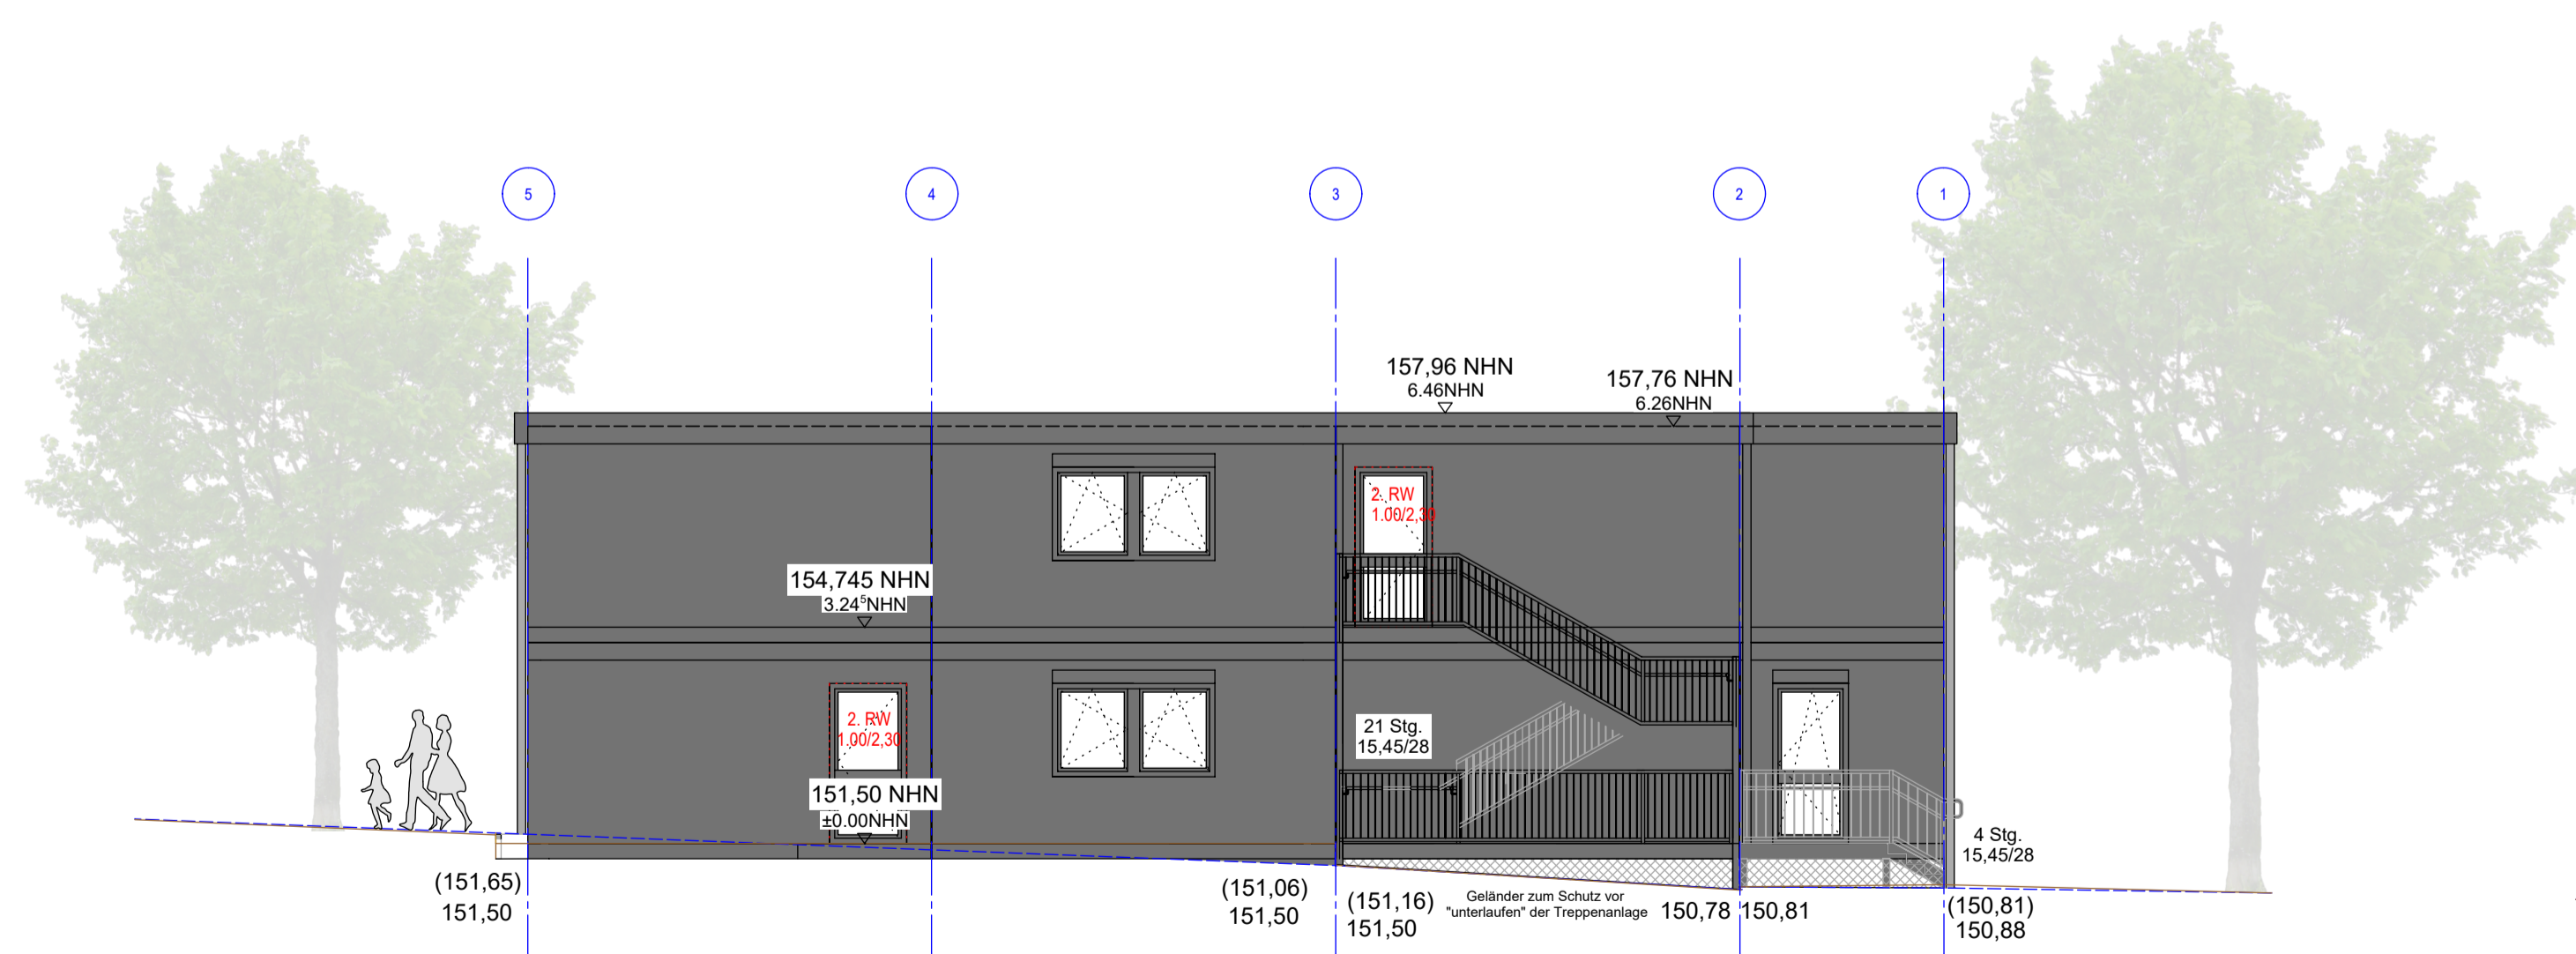 5
4
3
2
1
157,96 NHN
6.46NHN
157,76 NHN
6.26NHN
2. RW
1.00/2,30
154,745 NHN
3.24⁵NHN
2. RW
1.00/2,30
21 Stg.
15,45/28
151,50 NHN
±0.00NHN
4 Stg.
15,45/28
(151,65)
151,50
(151,06)
151,50
(151,16)
151,50
Geländer zum Schutz vor
"unterlaufen" der Treppenanlage
150,78
150,81
(150,81)
150,88